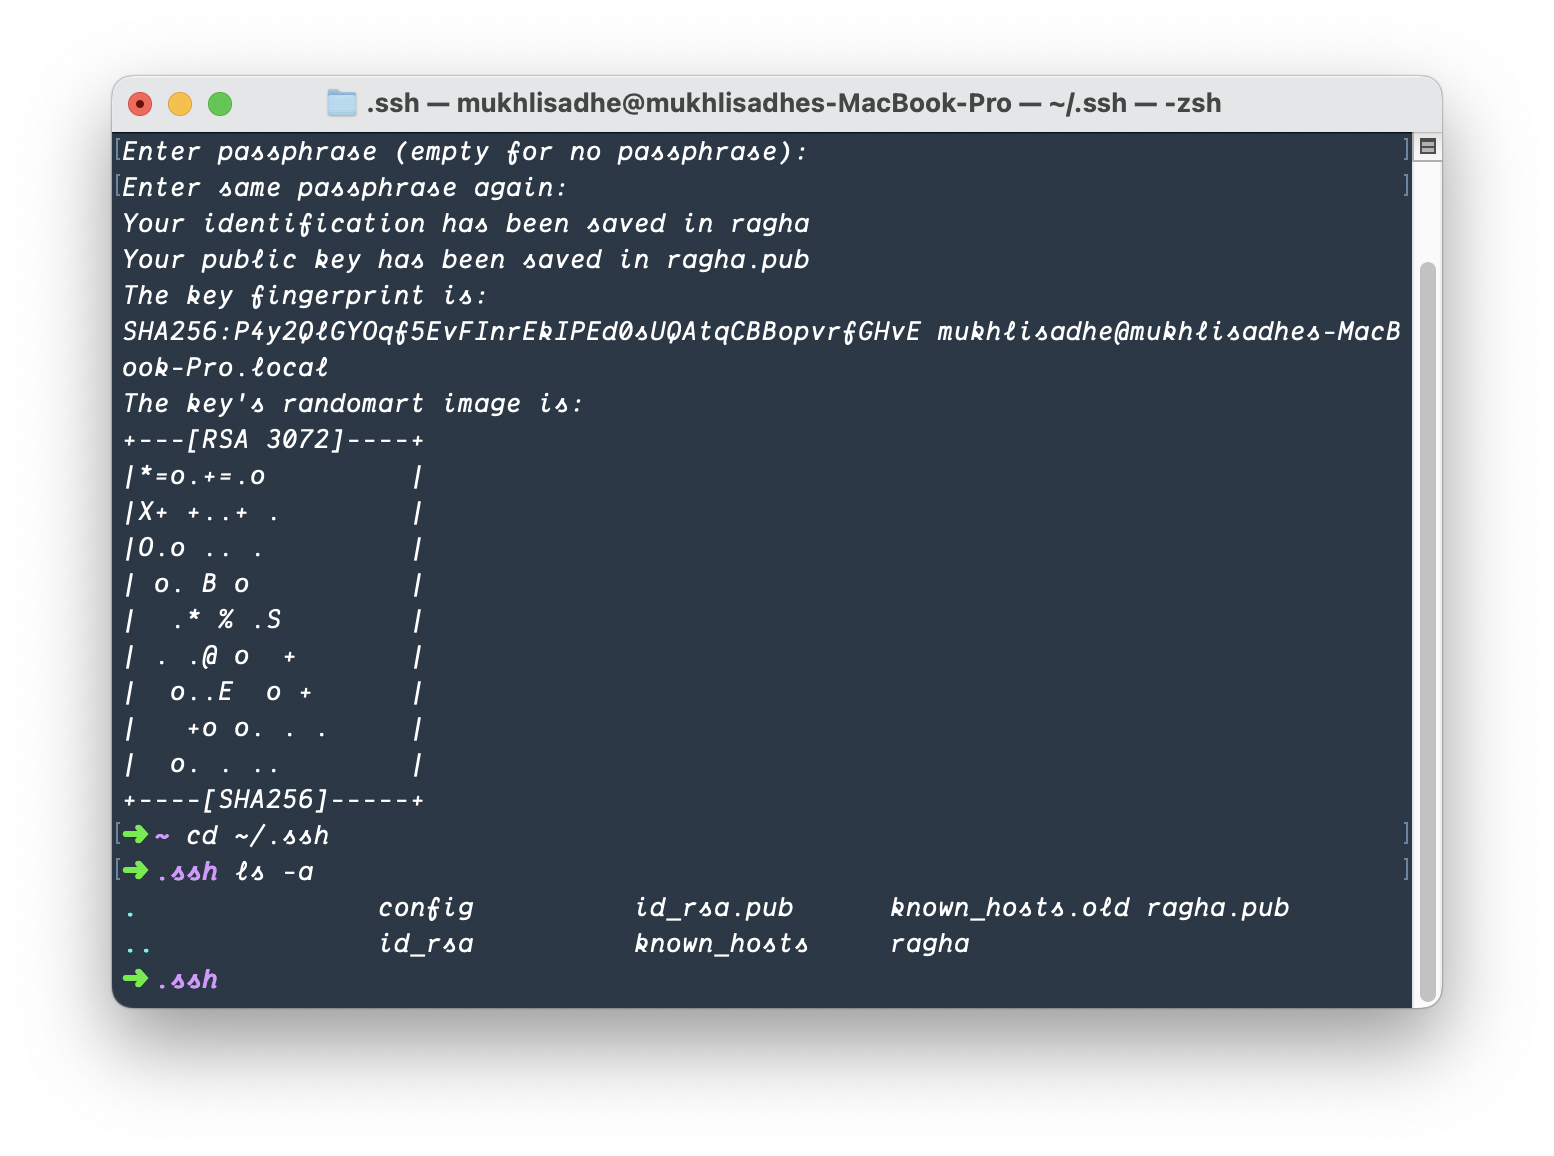 .ssh — mukhlisadhe@mukhlisadhes-MacBook-Pro — ~/.ssh — -zsh
[Enter passphrase (empty for no passphrase): ]
[Enter same passphrase again: ]
Your identification has been saved in ragha
Your public key has been saved in ragha.pub
The key fingerprint is:
SHA256:P4y2QlGYOqf5EvFInrEkIPEd0sUQAtqCBBopvrfGHvE mukhlisadhe@mukhlisadhes-MacB
ook-Pro.local
The key's randomart image is:
+---[RSA 3072]----+
|*=o.+=.o         |
|X+ +..+ .        |
|O.o .. .         |
| o. B o          |
|  .* % .S        |
| . .@ o  +       |
|  o..E  o +      |
|   +o o. . .     |
|  o. . ..        |
+----[SHA256]-----+
[➜ ~ cd ~/.ssh ]
[➜ .ssh ls -a ]
. config id_rsa.pub known_hosts.old ragha.pub
.. id_rsa known_hosts ragha
➜ .ssh